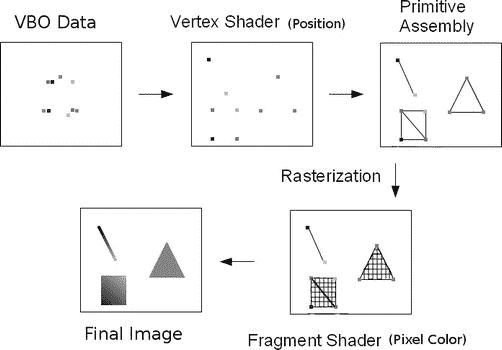 VBO Data
Vertex Shader (Position)
Primitive
Assembly
Rasterization
Fragment Shader (Pixel Color)
Final Image